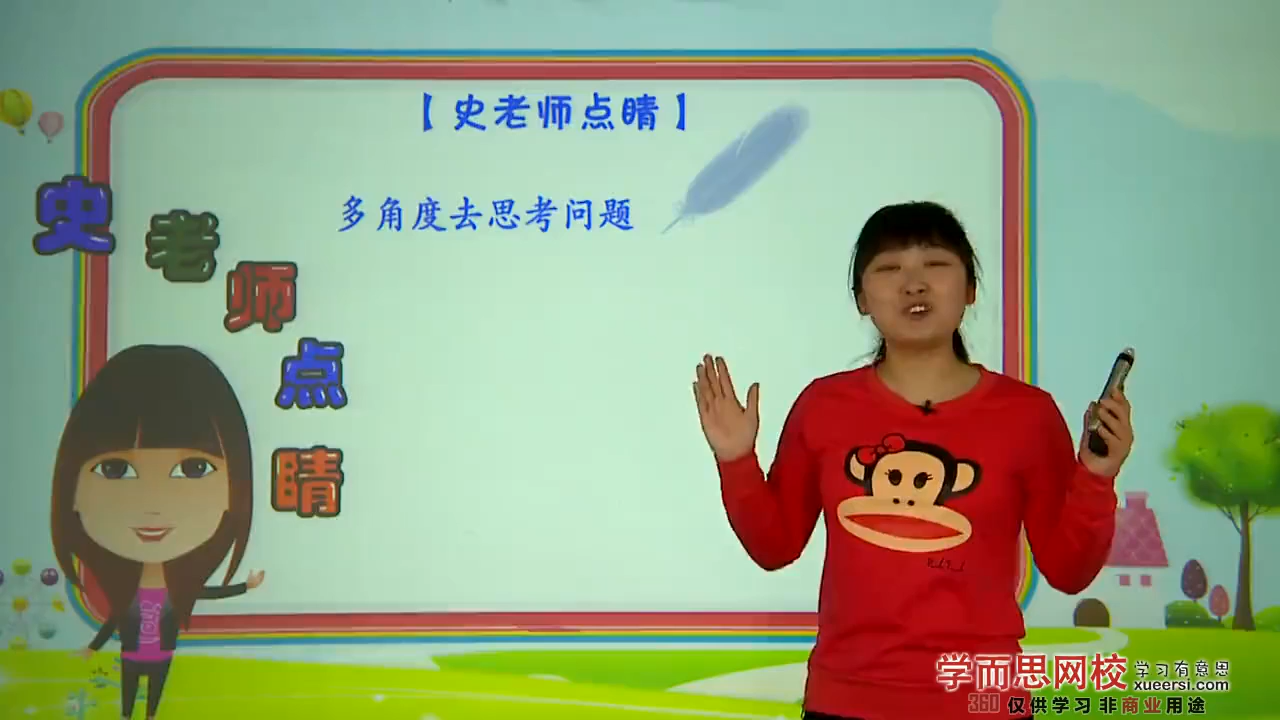 【史老师点睛】
多角度去思考问题
史老师点睛
学而思网校 学习有意思
xueersi.com
360 仅供学习 非商业用途